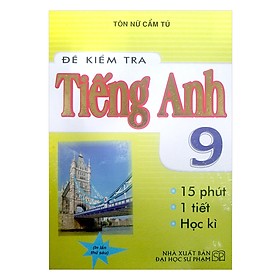 TÔN NỮ CẨM TÚ
ĐỀ KIỂM TRA
Tiếng Anh
9
• 15 phút
• 1 tiết
• Học kì
NHÀ XUẤT BẢN
ĐẠI HỌC SƯ PHẠM